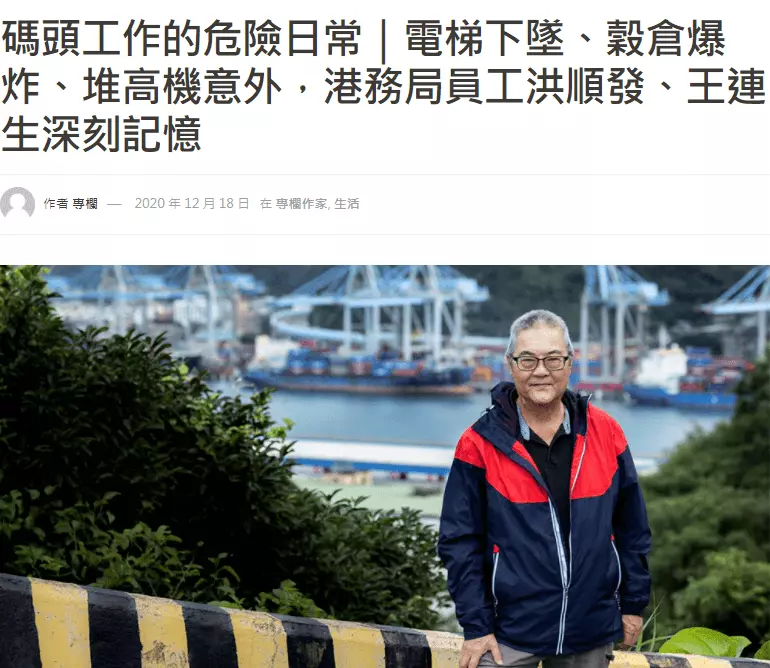 碼頭工作的危險日常｜電梯下墜、穀倉爆
炸、堆高機意外，港務局員工洪順發、王連
生深刻記憶
作者 專欄 — 2020 年 12 月 18 日 在 專欄作家, 生活